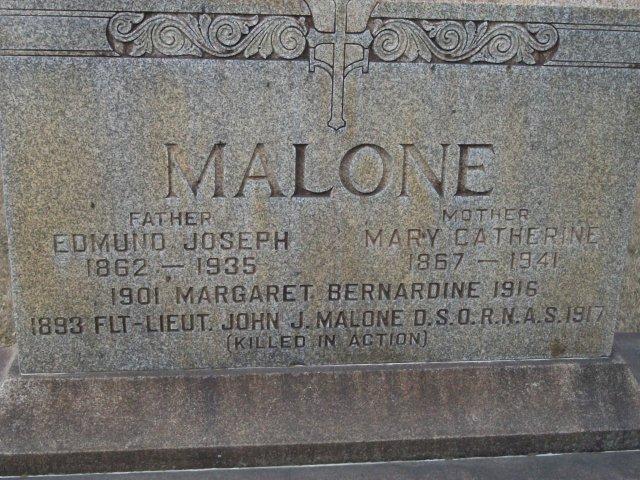 MALONE
FATHER MOTHER
EDMUND JOSEPH MARY CATHERINE
1862 — 1935 1867 — 1941
1901 MARGARET BERNARDINE 1916
1893 FLT-LIEUT. JOHN J. MALONE D.S.O.R.N.A.S. 1917
(KILLED IN ACTION)